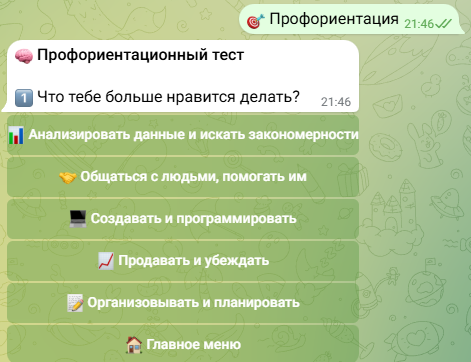 🎯 Профориентация 21:46
🧠 Профориентационный тест
1️⃣ Что тебе больше нравится делать? 21:46
📊 Анализировать данные и искать закономерности
🤝 Общаться с людьми, помогать им
💻 Создавать и программировать
📈 Продавать и убеждать
📝 Организовывать и планировать
🏠 Главное меню